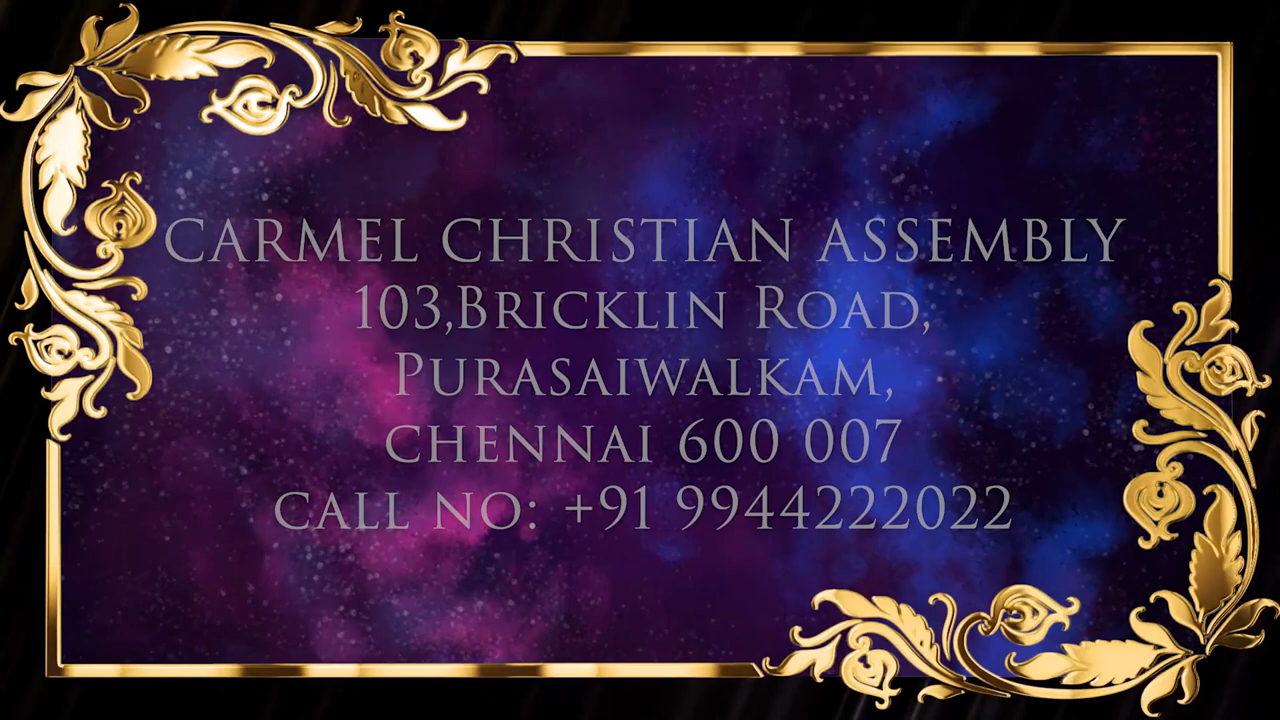 CARMEL CHRISTIAN ASSEMBLY
103,BRICKLIN ROAD,
PURASAIWALKAM,
CHENNAI 600 007
CALL NO: +91 9944222022